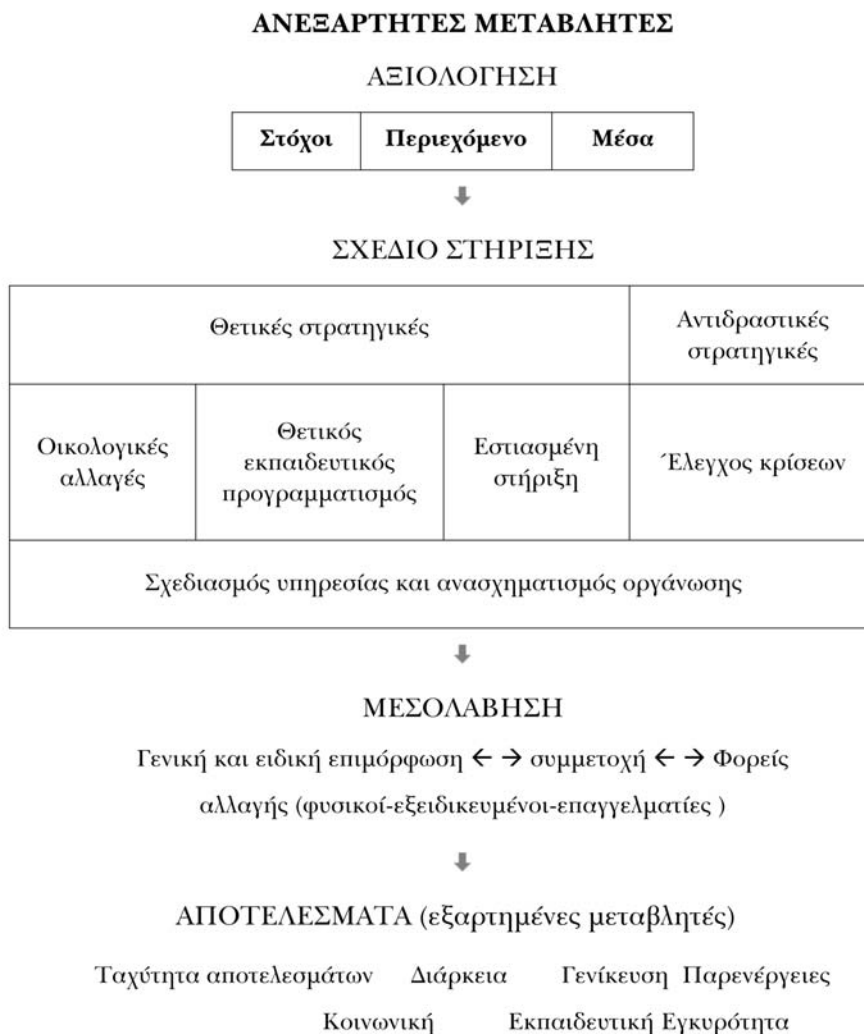 ΑΝΕΞΑΡΤΗΤΕΣ ΜΕΤΑΒΛΗΤΕΣ
ΑΞΙΟΛΟΓΗΣΗ
Στόχοι Περιεχόμενο Μέσα
ΣΧΕΔΙΟ ΣΤΗΡΙΞΗΣ
Θετικές στρατηγικές
Αντιδραστικές
στρατηγικές
Οικολογικές
αλλαγές
Θετικός
εκπαιδευτικός
προγραμματισμός
Εστιασμένη
στήριξη
Έλεγχος κρίσεων
Σχεδιασμός υπηρεσίας και ανασχηματισμός οργάνωσης
ΜΕΣΟΛΑΒΗΣΗ
Γενική και ειδική επιμόρφωση ← → συμμετοχή ← → Φορείς
αλλαγής (φυσικοί-εξειδικευμένοι-επαγγελματίες )
ΑΠΟΤΕΛΕΣΜΑΤΑ (εξαρτημένες μεταβλητές)
Ταχύτητα αποτελεσμάτων Διάρκεια Γενίκευση Παρενέργειες
Κοινωνική Εκπαιδευτική Εγκυρότητα